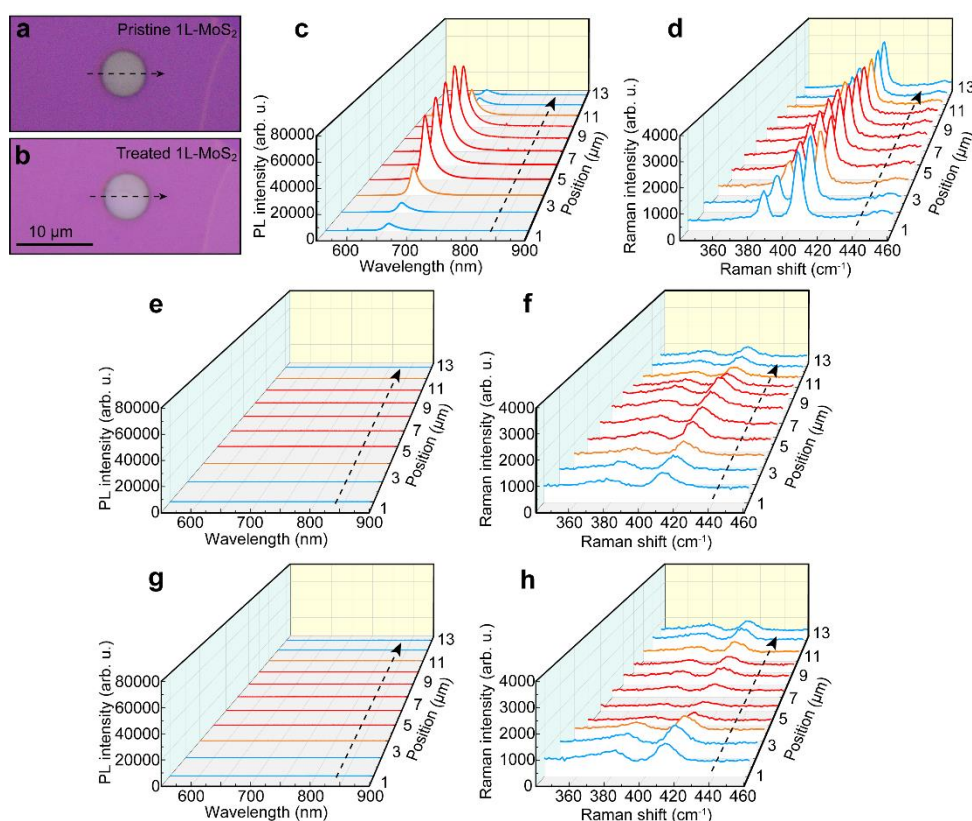 a
Pristine 1L-MoS₂
b
Treated 1L-MoS₂
10 µm
c
PL intensity (arb. u.)
80000
60000
40000
20000
0
600 700 800 900
Wavelength (nm)
1 3 5 7 9 11 13
Position (µm)
d
Raman intensity (arb. u.)
4000
3000
2000
1000
0
360 380 400 420 440 460
Raman shift (cm⁻¹)
1 3 5 7 9 11 13
Position (µm)
e
PL intensity (arb. u.)
80000
60000
40000
20000
0
600 700 800 900
Wavelength (nm)
1 3 5 7 9 11 13
Position (µm)
f
Raman intensity (arb. u.)
4000
3000
2000
1000
0
360 380 400 420 440 460
Raman shift (cm⁻¹)
1 3 5 7 9 11 13
Position (µm)
g
PL intensity (arb. u.)
80000
60000
40000
20000
0
600 700 800 900
Wavelength (nm)
1 3 5 7 9 11 13
Position (µm)
h
Raman intensity (arb. u.)
4000
3000
2000
1000
0
360 380 400 420 440 460
Raman shift (cm⁻¹)
1 3 5 7 9 11 13
Position (µm)